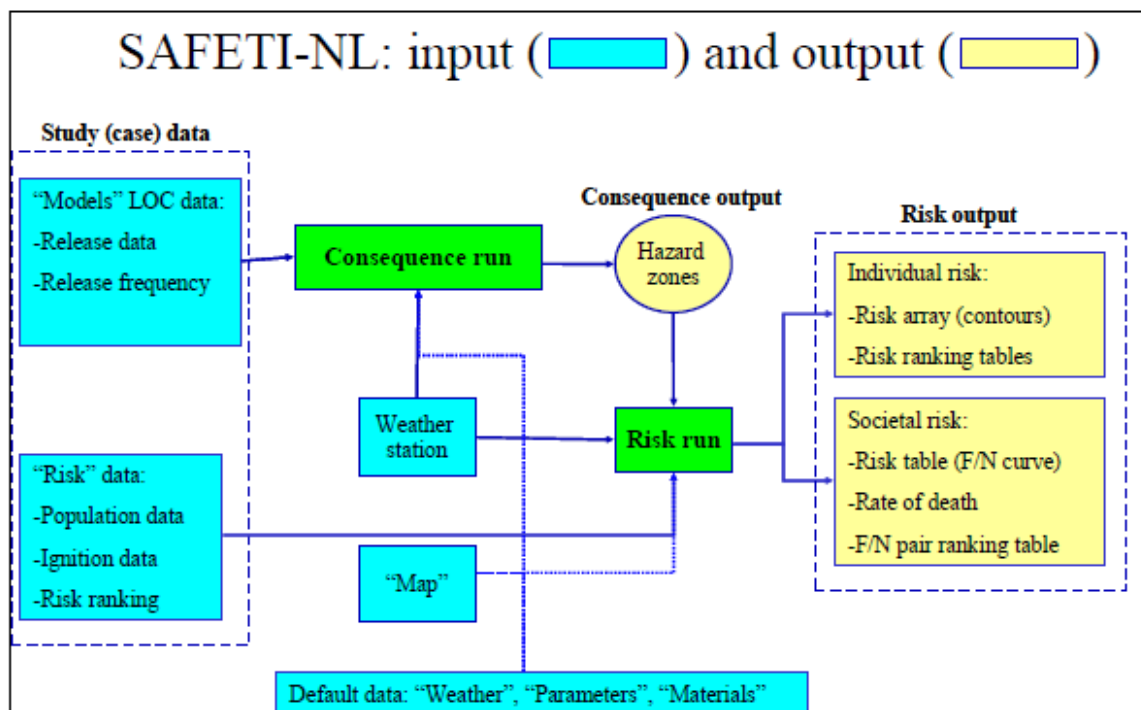 SAFETI-NL: input ( ) and output ( )
Study (case) data
“Models” LOC data:
-Release data
-Release frequency
Consequence run
Consequence output
Hazard
zones
Risk output
Individual risk:
-Risk array (contours)
-Risk ranking tables
Weather
station
Risk run
Societal risk:
-Risk table (F/N curve)
-Rate of death
-F/N pair ranking table
“Risk” data:
-Population data
-Ignition data
-Risk ranking
“Map”
Default data: “Weather”, “Parameters”, “Materials”